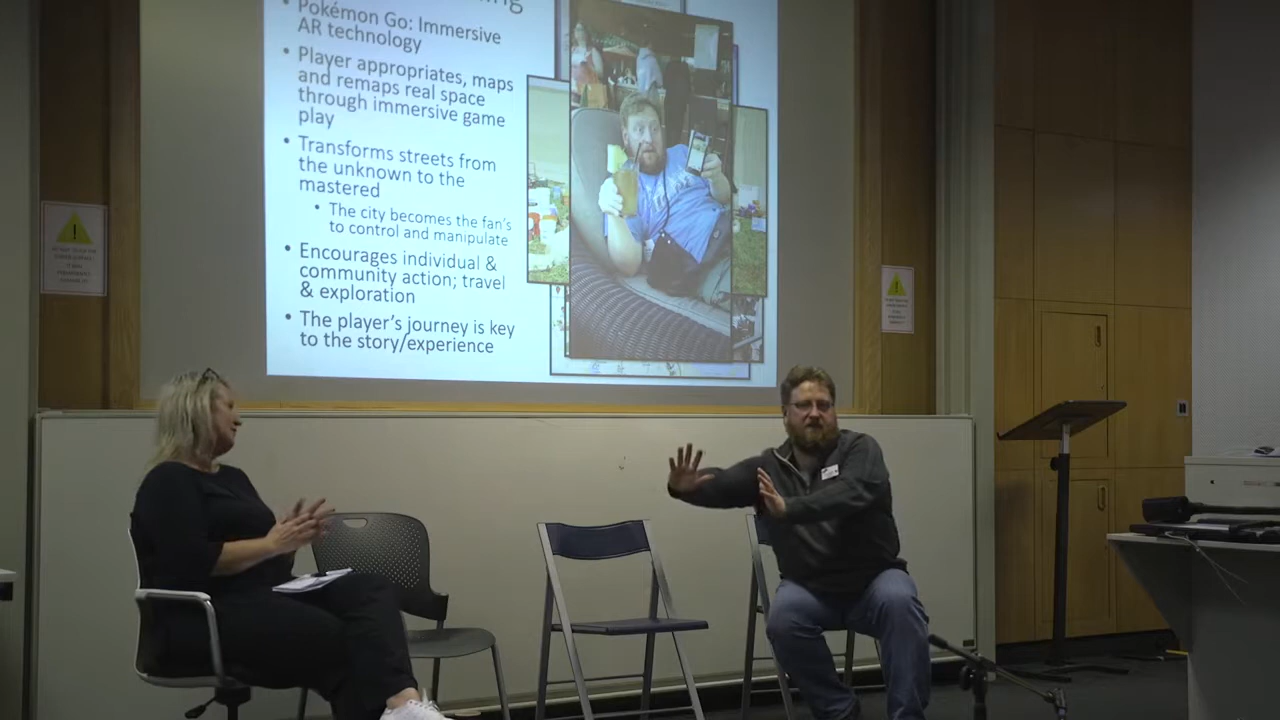 Pokémon Go: Immersive
AR technology
Player appropriates, maps
and remaps real space
through immersive game
play
Transforms streets from
the unknown to the
mastered
The city becomes the fan's
to control and manipulate
Encourages individual &
community action; travel
& exploration
The player's journey is key
to the story/experience